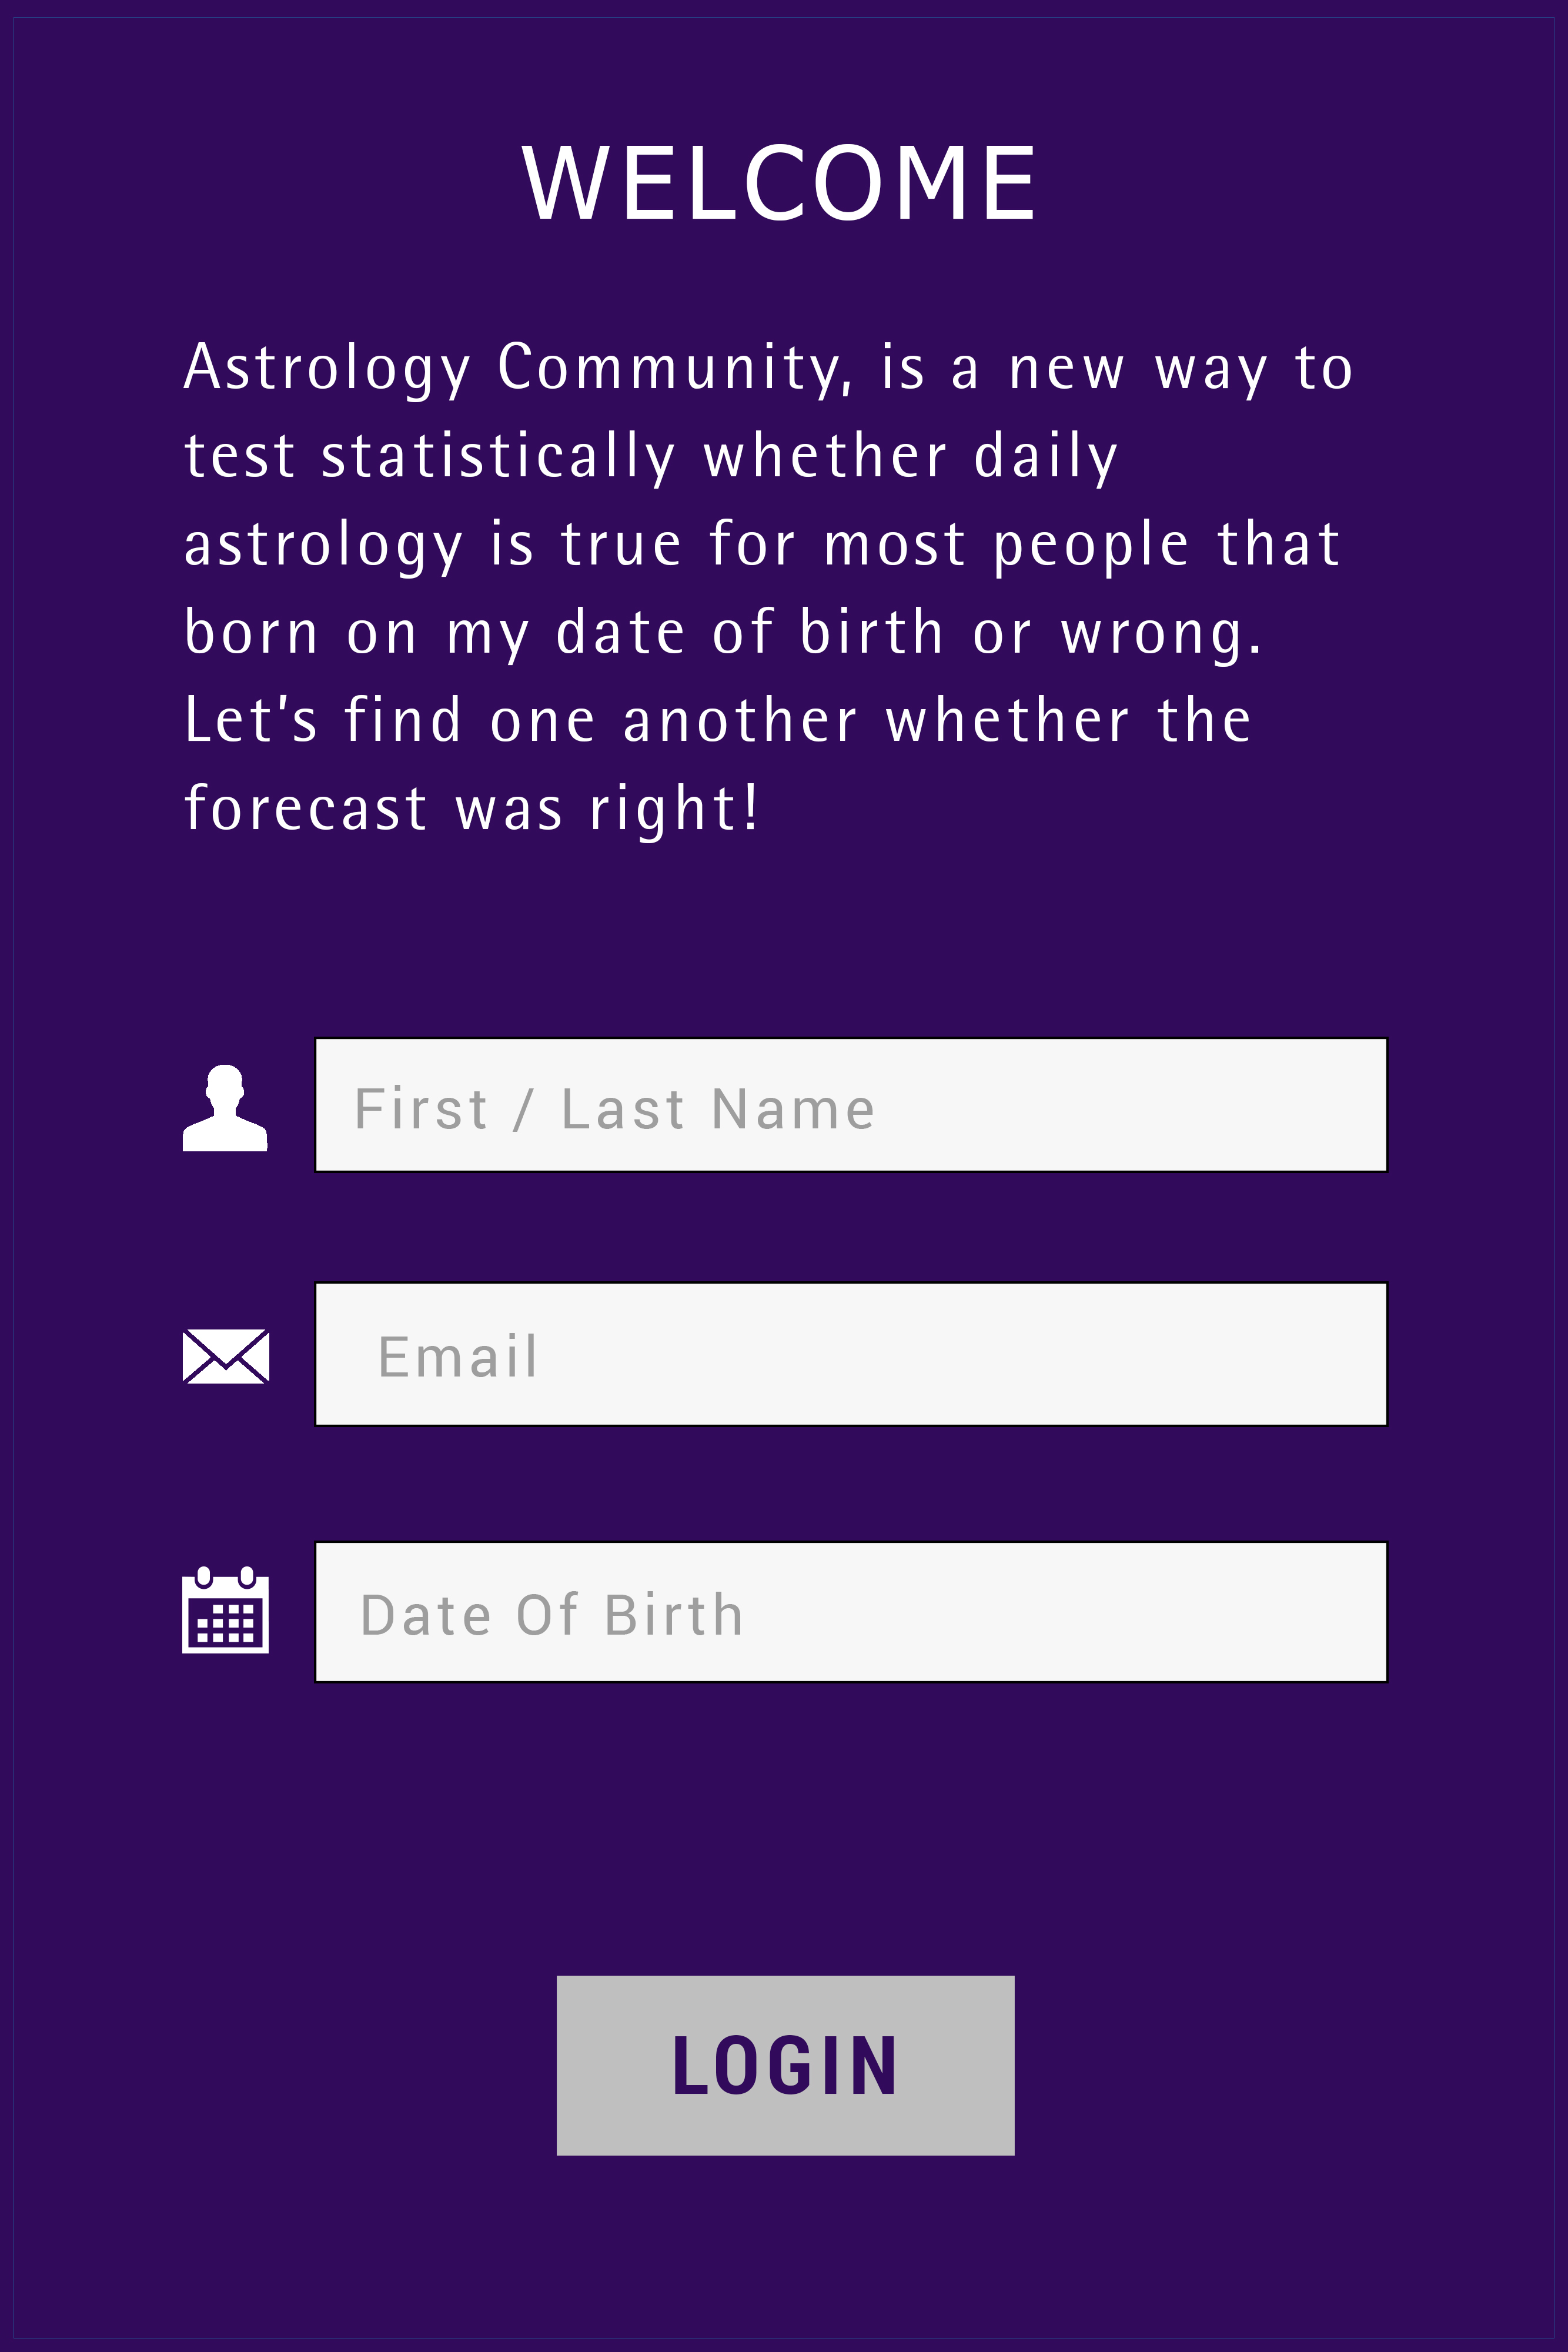 WELCOME
Astrology Community, is a new way to
test statistically whether daily
astrology is true for most people that
born on my date of birth or wrong.
Let's find one another whether the
forecast was right!
First / Last Name
Email
Date Of Birth
LOGIN